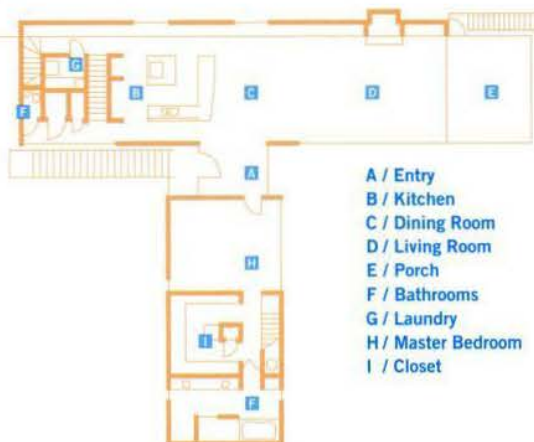 G
B
C
D
E
F
A
H
I
F
A / Entry
B / Kitchen
C / Dining Room
D / Living Room
E / Porch
F / Bathrooms
G / Laundry
H / Master Bedroom
I / Closet